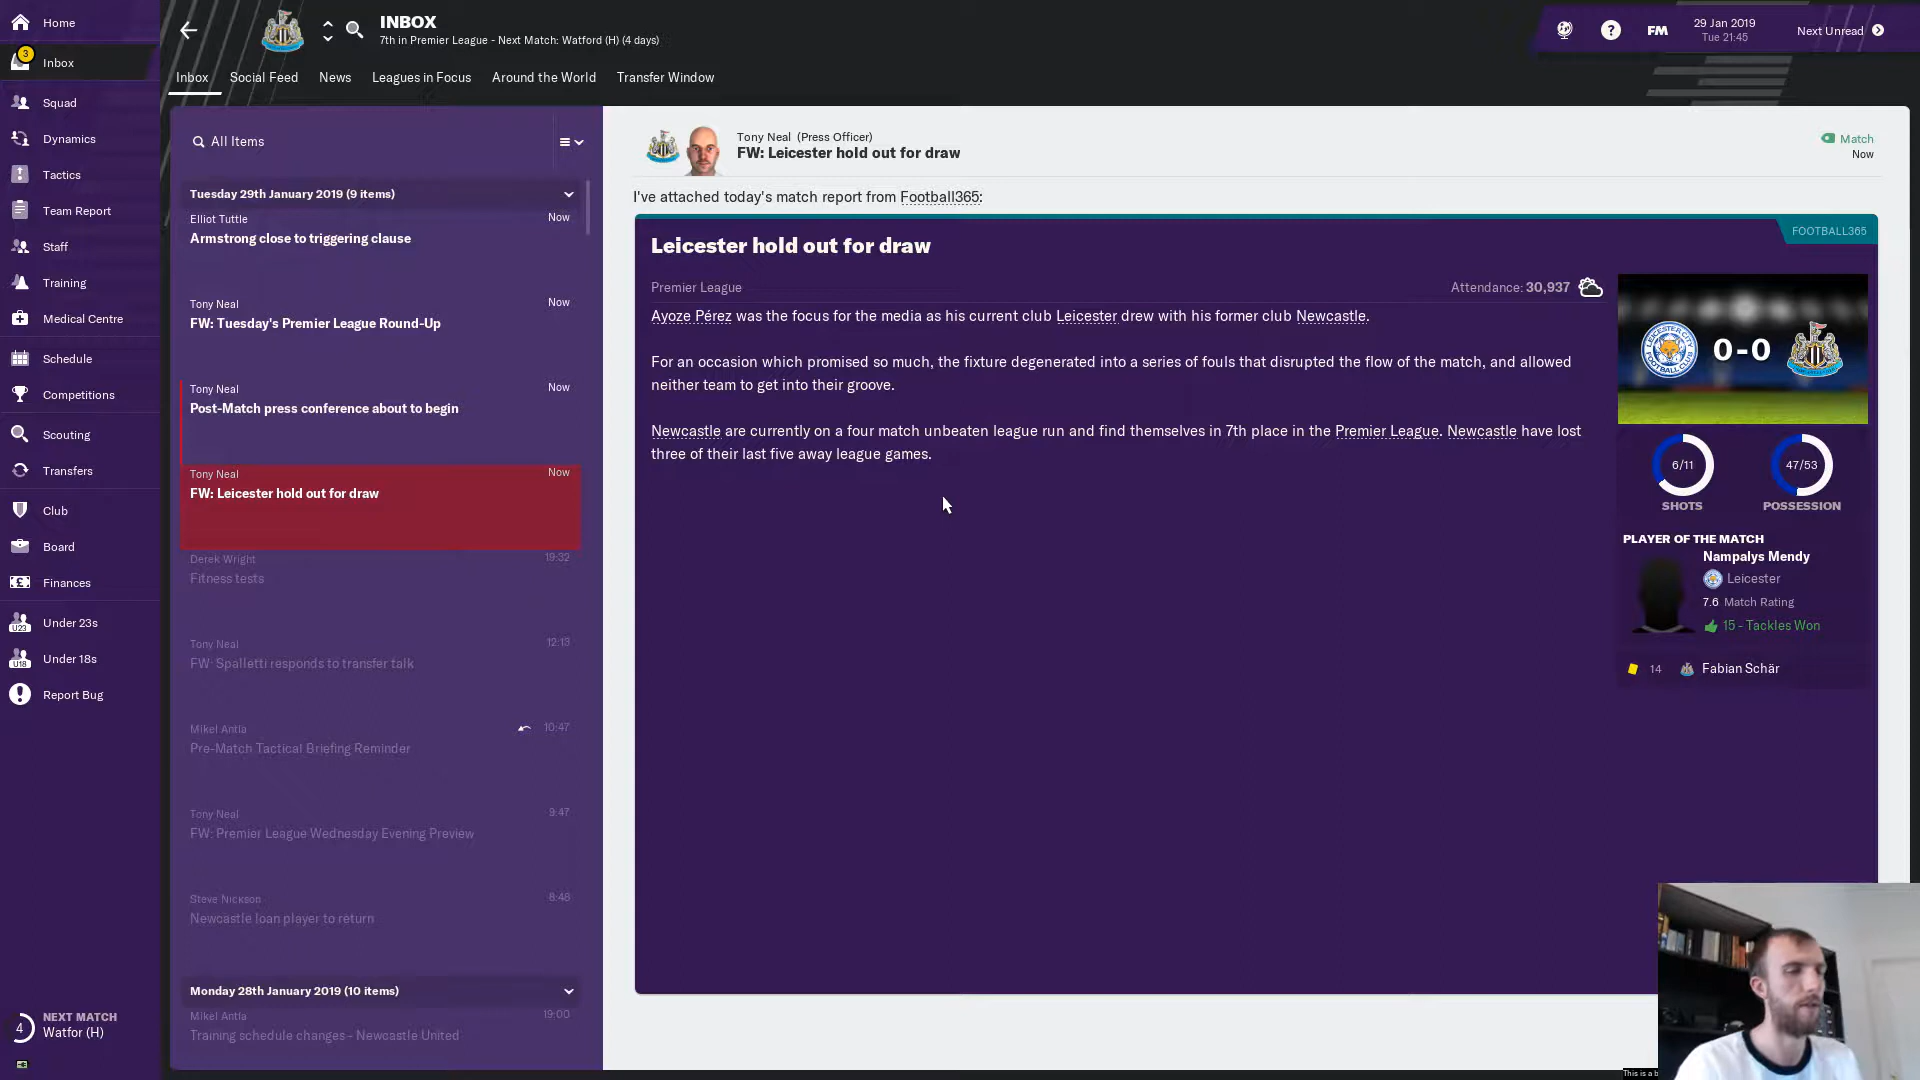 Home
3
Inbox
Squad
Dynamics
Tactics
Team Report
Staff
Training
Medical Centre
Schedule
Competitions
Scouting
Transfers
Club
Board
Finances
U23 Under 23s
U18 Under 18s
Report Bug
4 NEXT MATCH
Watfor (H)
INBOX
7th in Premier League - Next Match: Watford (H) (4 days)
FM
29 Jan 2019
Tue 21:45
Next Unread
Inbox Social Feed News Leagues in Focus Around the World Transfer Window
All Items
Tuesday 29th January 2019 (9 items)
Elliot Tuttle Now
Armstrong close to triggering clause
Tony Neal Now
FW: Tuesday's Premier League Round-Up
Tony Neal Now
Post-Match press conference about to begin
Tony Neal Now
FW: Leicester hold out for draw
Derek Wright 19:32
Fitness tests
Tony Neal 12:13
FW: Spalletti responds to transfer talk
Mikel Antia 10:47
Pre-Match Tactical Briefing Reminder
Tony Neal 9:47
FW: Premier League Wednesday Evening Preview
Steve Nickson 8:48
Newcastle loan player to return
Monday 28th January 2019 (10 items)
Mikel Antia 19:00
Training schedule changes - Newcastle United
Tony Neal (Press Officer)
FW: Leicester hold out for draw
Match
Now
I've attached today's match report from Football365:
FOOTBALL365
Leicester hold out for draw
Premier League Attendance: 30,937
Ayoze Pérez was the focus for the media as his current club Leicester drew with his former club Newcastle.
For an occasion which promised so much, the fixture degenerated into a series of fouls that disrupted the flow of the match, and allowed
neither team to get into their groove.
Newcastle are currently on a four match unbeaten league run and find themselves in 7th place in the Premier League. Newcastle have lost
three of their last five away league games.
0-0
6/11 47/53
SHOTS POSSESSION
PLAYER OF THE MATCH
Nampalys Mendy
Leicester
7.6 Match Rating
15 - Tackles Won
14 Fabian Schär
This is a b